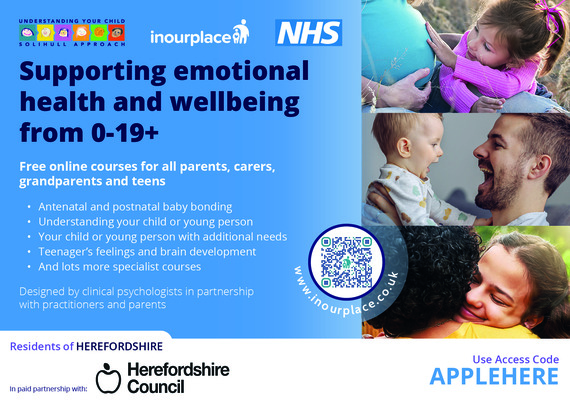 UNDERSTANDING YOUR CHILD
SOLIHULL APPROACH
inourplace
NHS
Supporting emotional
health and wellbeing
from 0-19+
Free online courses for all parents, carers,
grandparents and teens
• Antenatal and postnatal baby bonding
• Understanding your child or young person
• Your child or young person with additional needs
• Teenager's feelings and brain development
• And lots more specialist courses
Designed by clinical psychologists in partnership
with practitioners and parents
www.inourplace.co.uk
Residents of HEREFORDSHIRE
In paid partnership with:
Herefordshire
Council
Use Access Code
APPLEHERE